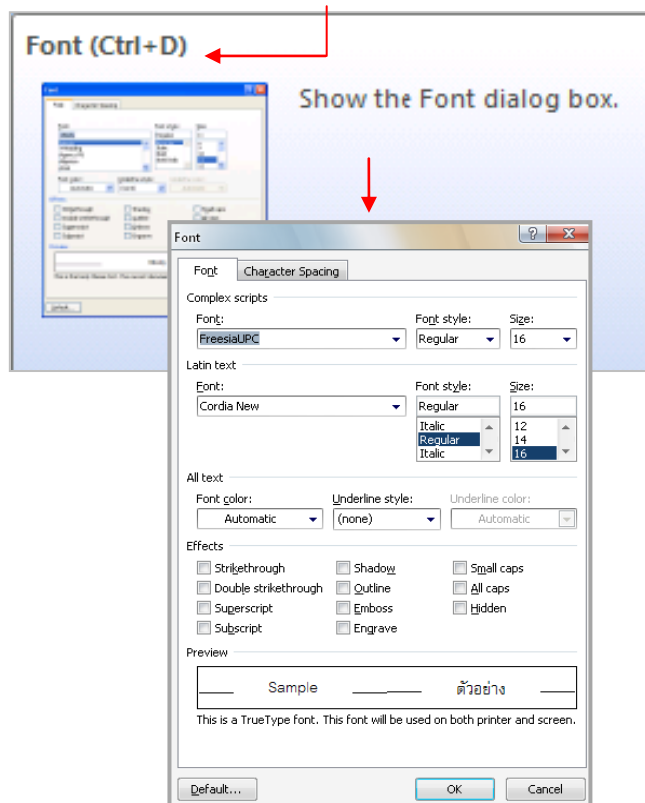 Font (Ctrl+D)
Show the Font dialog box.
Font
Font Character Spacing
Complex scripts
Font: Font style: Size:
FreesiaUPC Regular 16
Latin text
Font: Font style: Size:
Cordia New Regular 16
Italic 12
Regular 14
Italic 16
All text
Font color: Underline style: Underline color:
Automatic (none) Automatic
Effects
Strikethrough Shadow Small caps
Double strikethrough Outline All caps
Superscript Emboss Hidden
Subscript Engrave
Preview
Sample ตัวอย่าง
This is a TrueType font. This font will be used on both printer and screen.
Default... OK Cancel